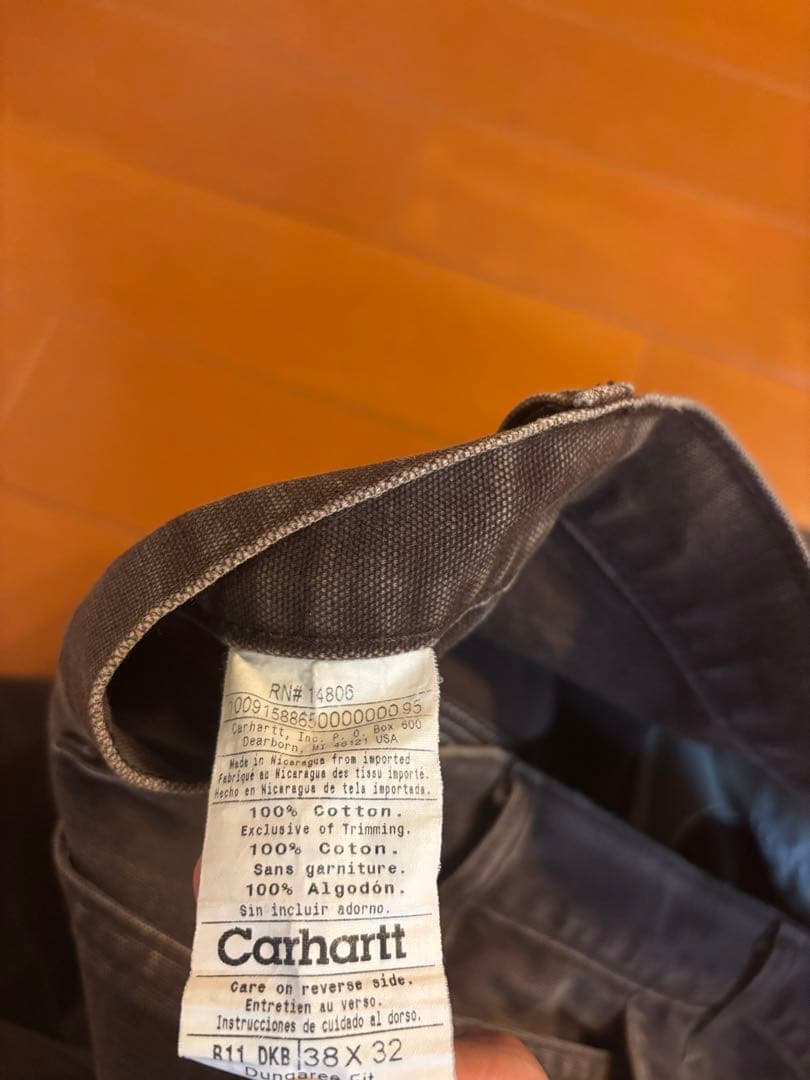 RN# 14806
1009158865000000095
Carhartt, Inc. P. O. Box 600
Dearborn, MI 48121 USA
Made in Nicaragua from imported
Fabriqué au Nicaragua des tissu importé.
Hecho en Nicaragua de tela importada.
100% Cotton.
Exclusive of Trimming.
100% Coton.
Sans garniture.
100% Algodón.
Sin incluir adorno.
Carhartt
Care on reverse side.
Entretien au verso.
Instrucciones de cuidado al dorso.
B11 DKB 38 X 32
Dungaree Fit